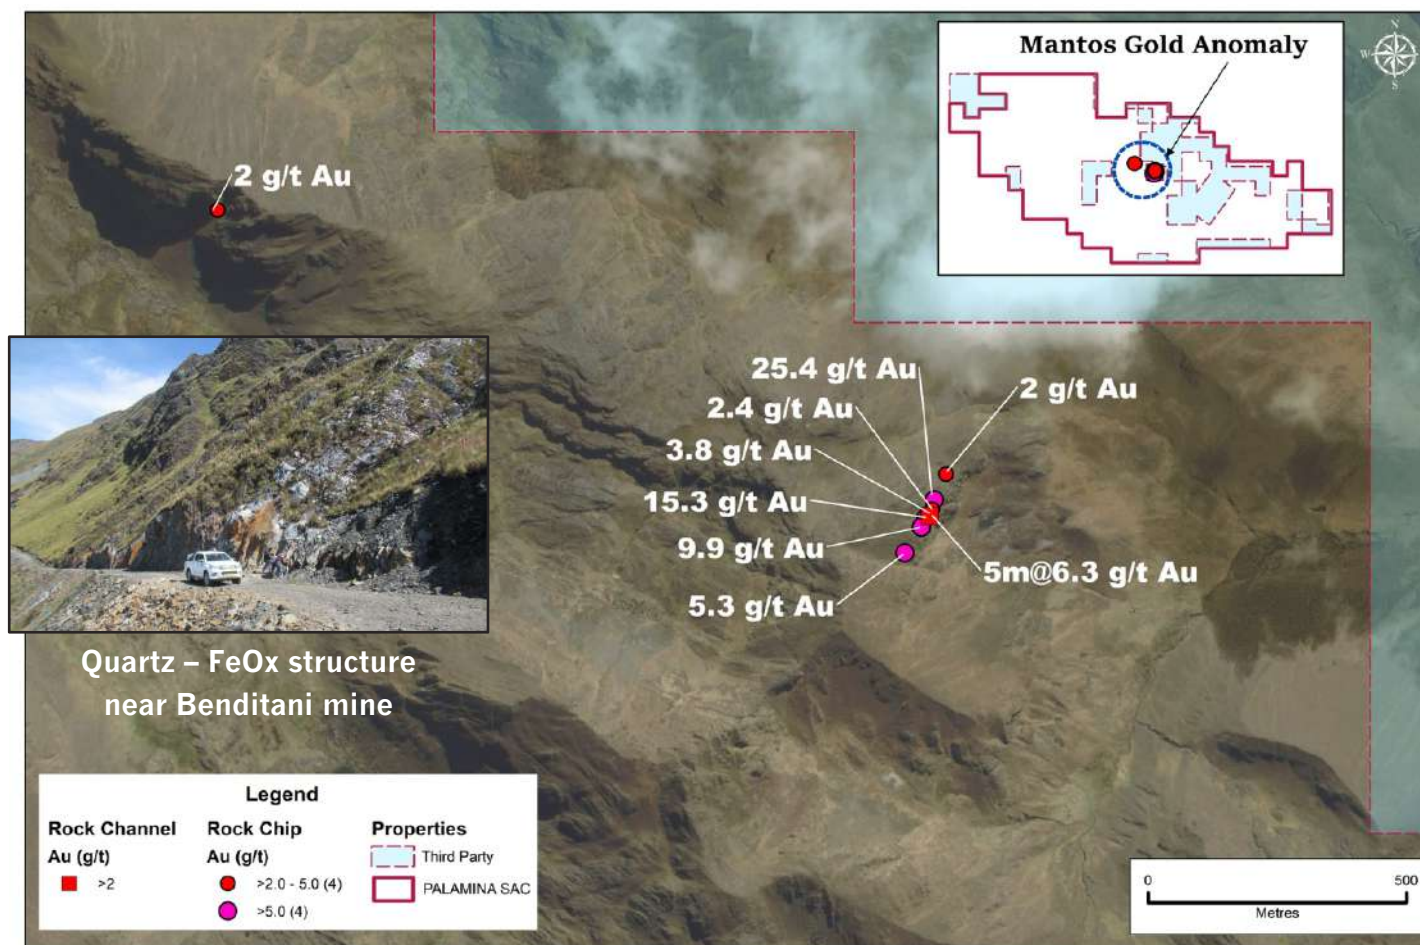 Mantos Gold Anomaly
N
W
S
2 g/t Au
25.4 g/t Au
2 g/t Au
2.4 g/t Au
3.8 g/t Au
15.3 g/t Au
9.9 g/t Au
5m@6.3 g/t Au
5.3 g/t Au
Quartz – FeOx structure
near Benditani mine
Legend
Rock Channel
Au (g/t)
>2
Rock Chip
Au (g/t)
>2.0 - 5.0 (4)
>5.0 (4)
Properties
Third Party
PALAMINA SAC
0 500
Metres